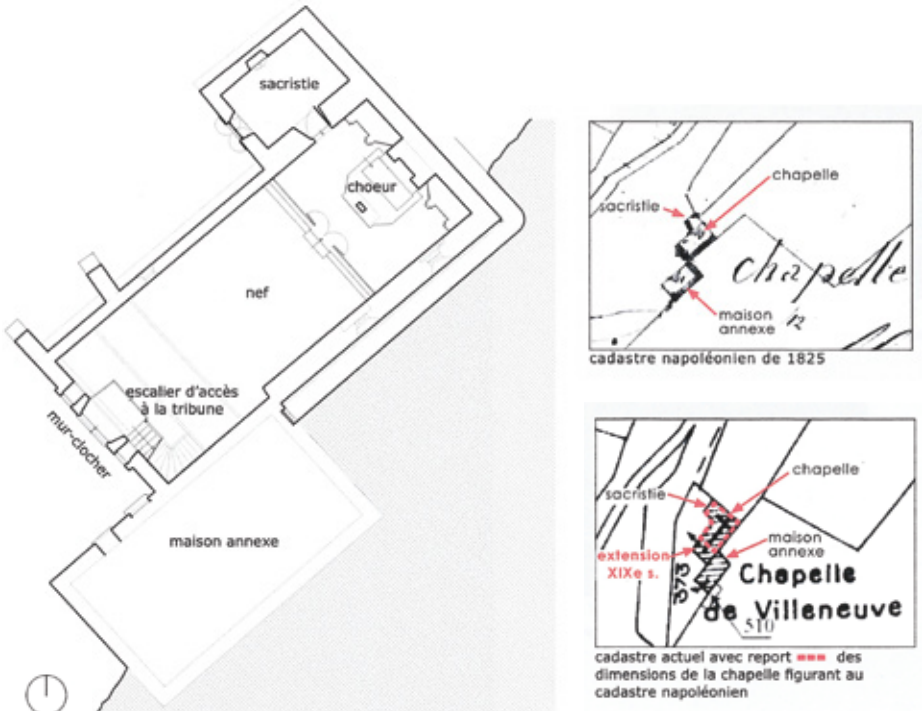 sacristie
choeur
nef
escalier d'accès
à la tribune
mur-clocher
maison annexe
chapelle
sacristie
chapelle
maison
annexe
12
cadastre napoléonien de 1825
sacristie
chapelle
maison
annexe
extension
XIXe s.
373
Chapelle
de Villeneuve
510
cadastre actuel avec report === des
dimensions de la chapelle figurant au
cadastre napoléonien